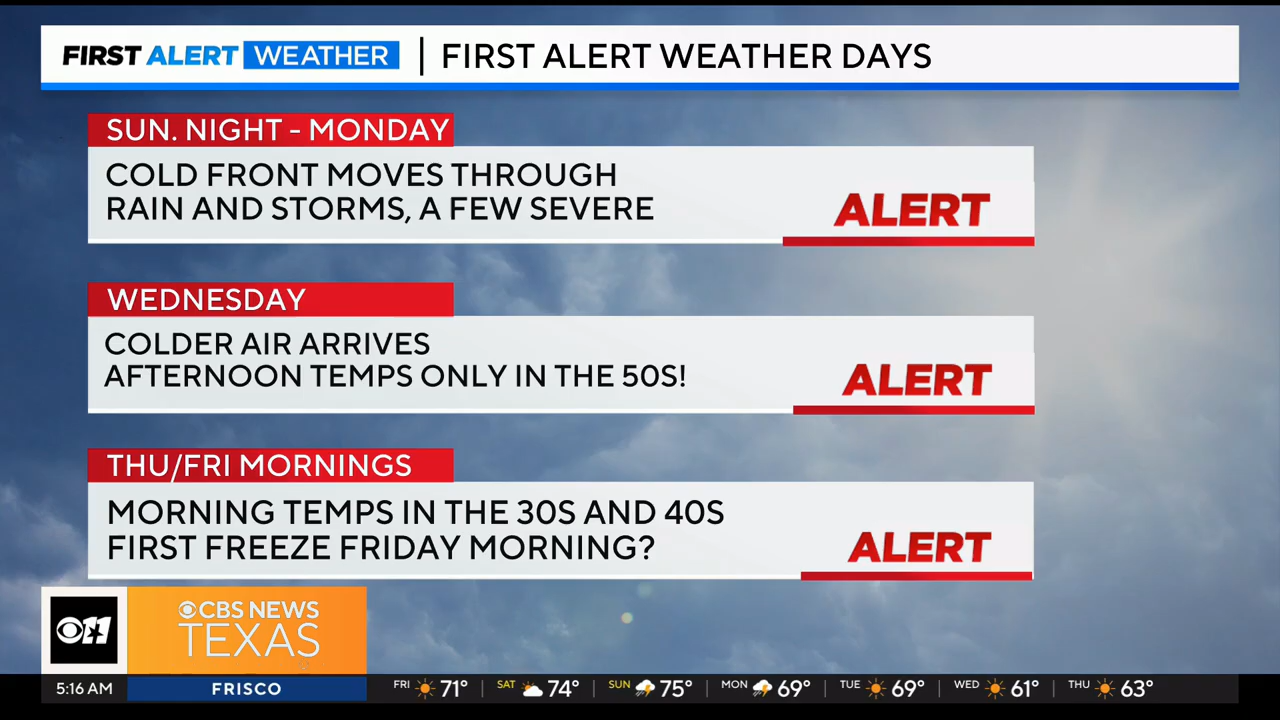 FIRST ALERT WEATHER | FIRST ALERT WEATHER DAYS
SUN. NIGHT - MONDAY
COLD FRONT MOVES THROUGH
RAIN AND STORMS, A FEW SEVERE
ALERT
WEDNESDAY
COLDER AIR ARRIVES
AFTERNOON TEMPS ONLY IN THE 50S!
ALERT
THU/FRI MORNINGS
MORNING TEMPS IN THE 30S AND 40S
FIRST FREEZE FRIDAY MORNING?
ALERT
11
CBS NEWS
TEXAS
5:16 AM FRISCO FRI 71° SAT 74° SUN 75° MON 69° TUE 69° WED 61° THU 63°